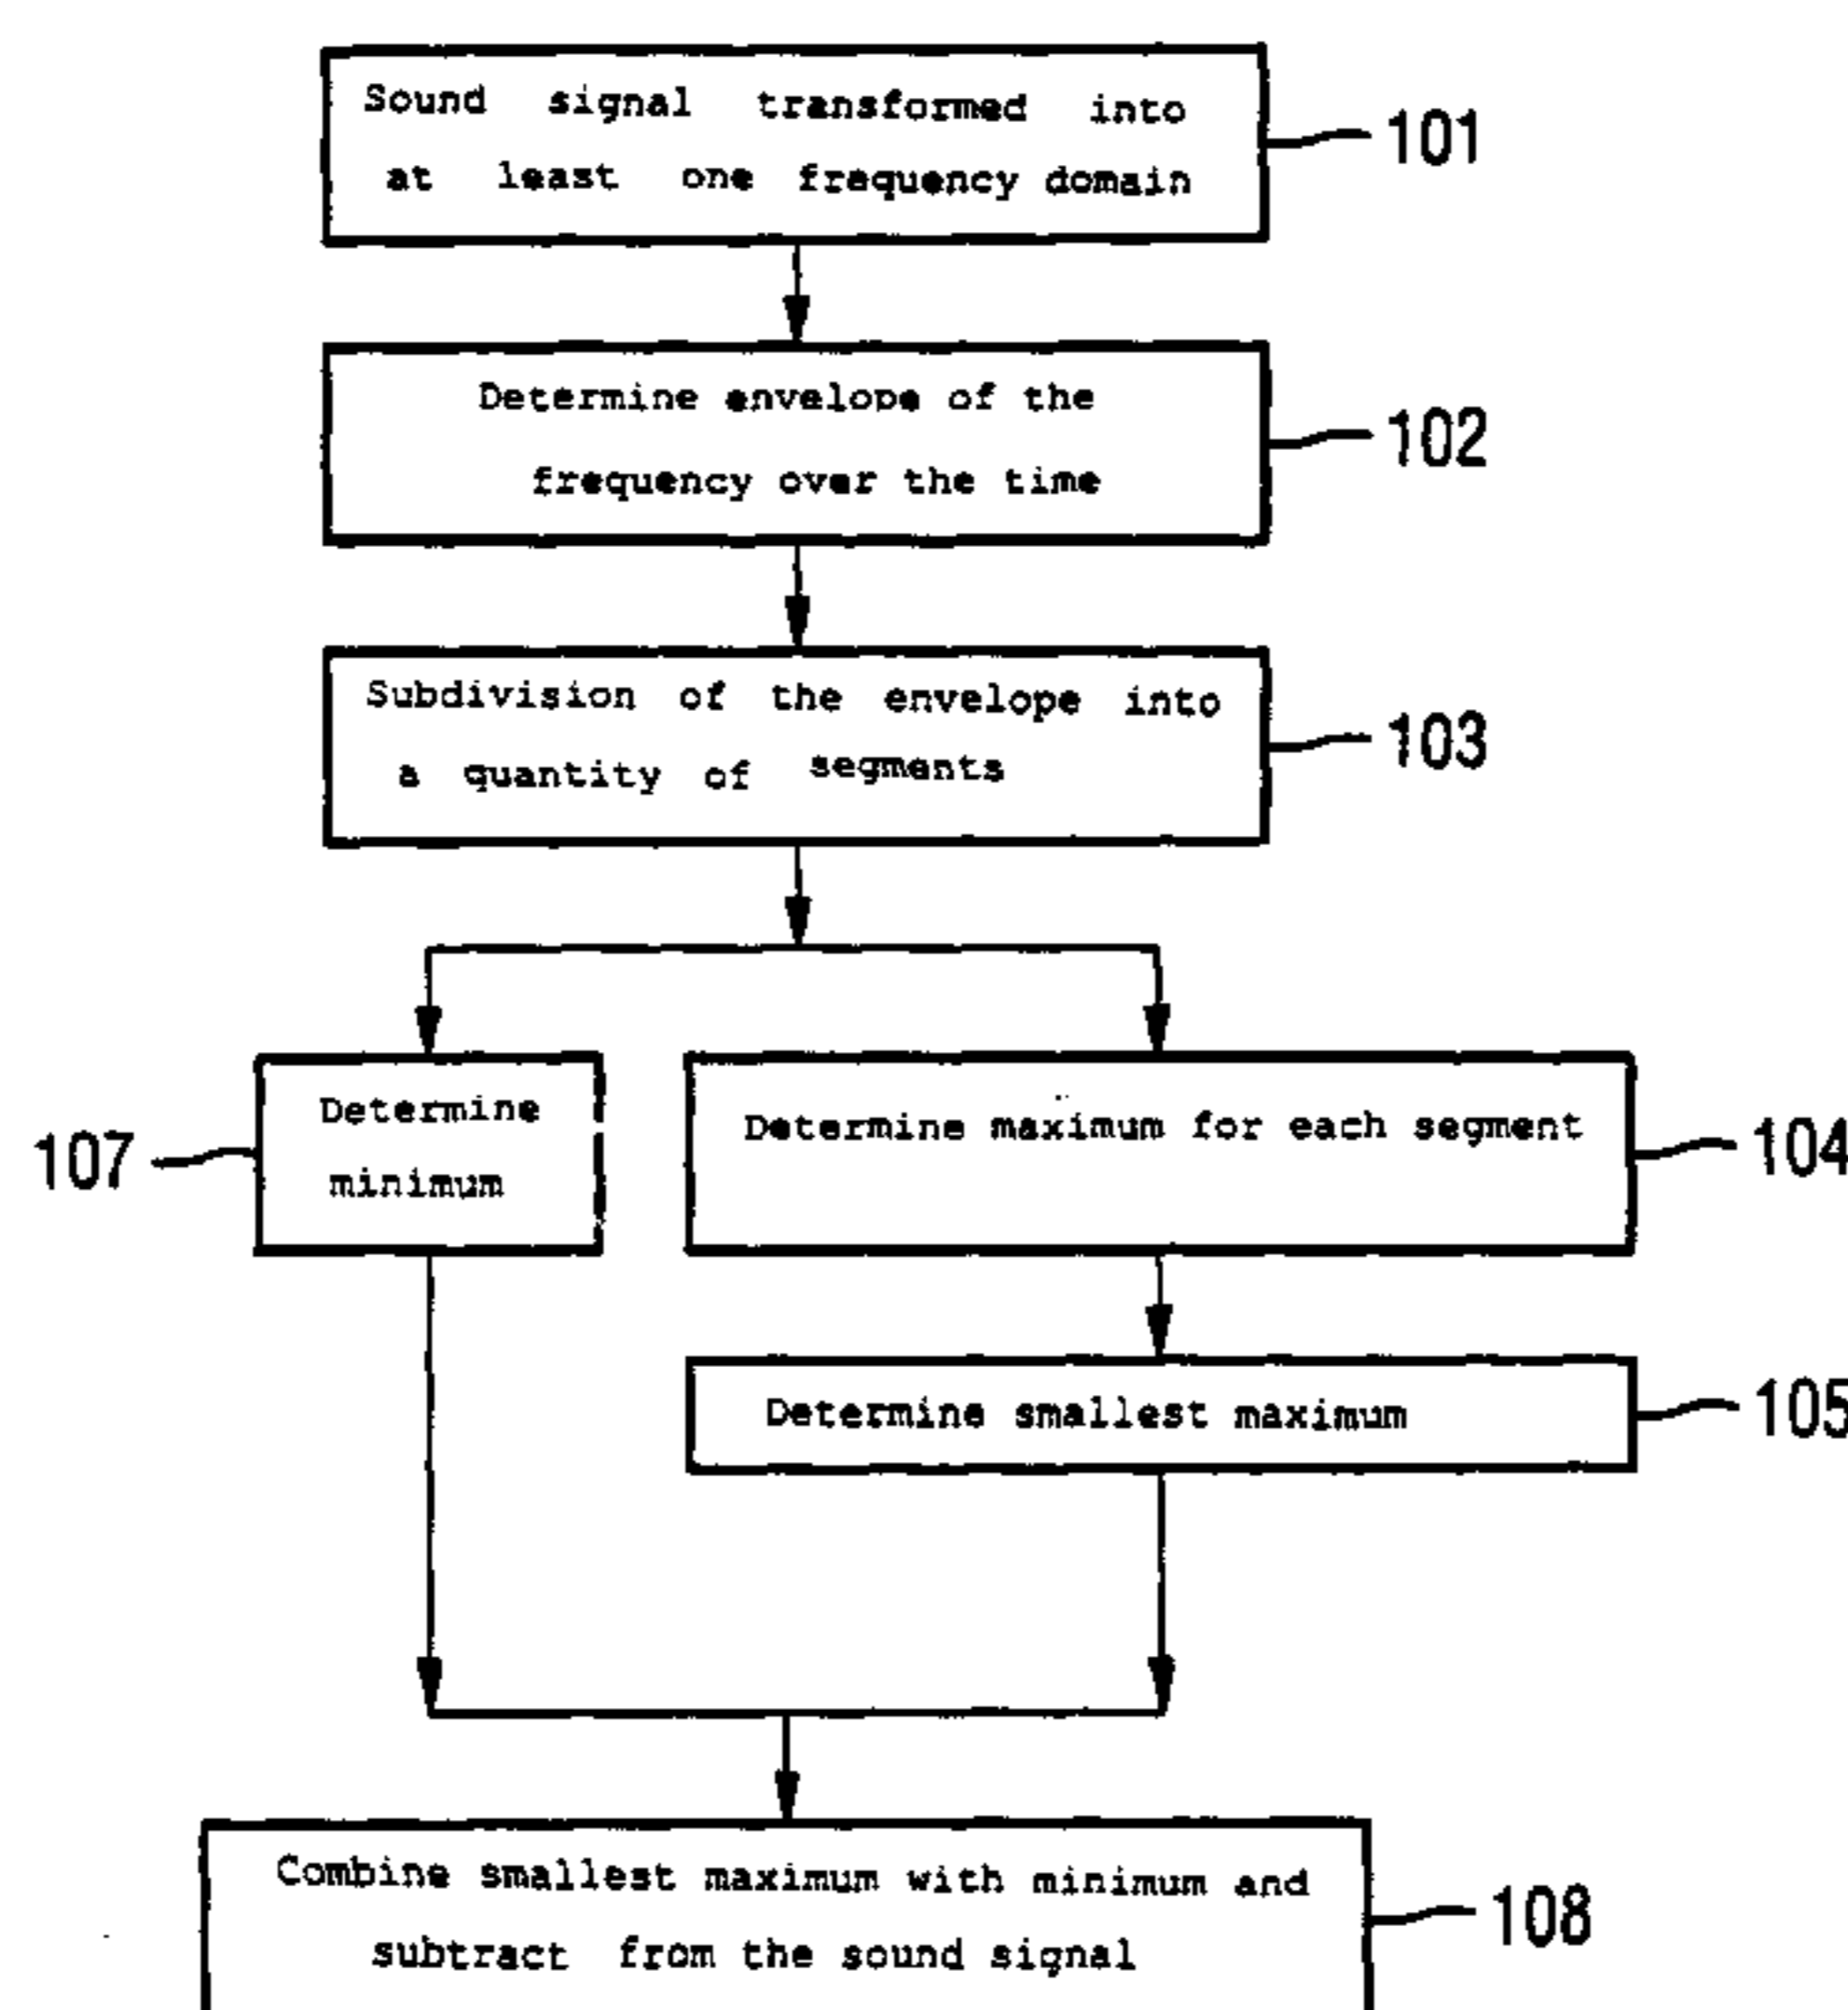 Sound signal transformed into
at least one frequency domain
101
Determine envelope of the
frequency over the time
102
Subdivision of the envelope into
a quantity of segments
103
107
Determine
minimum
Determine maximum for each segment
104
Determine smallest maximum
105
Combine smallest maximum with minimum and
subtract from the sound signal
108